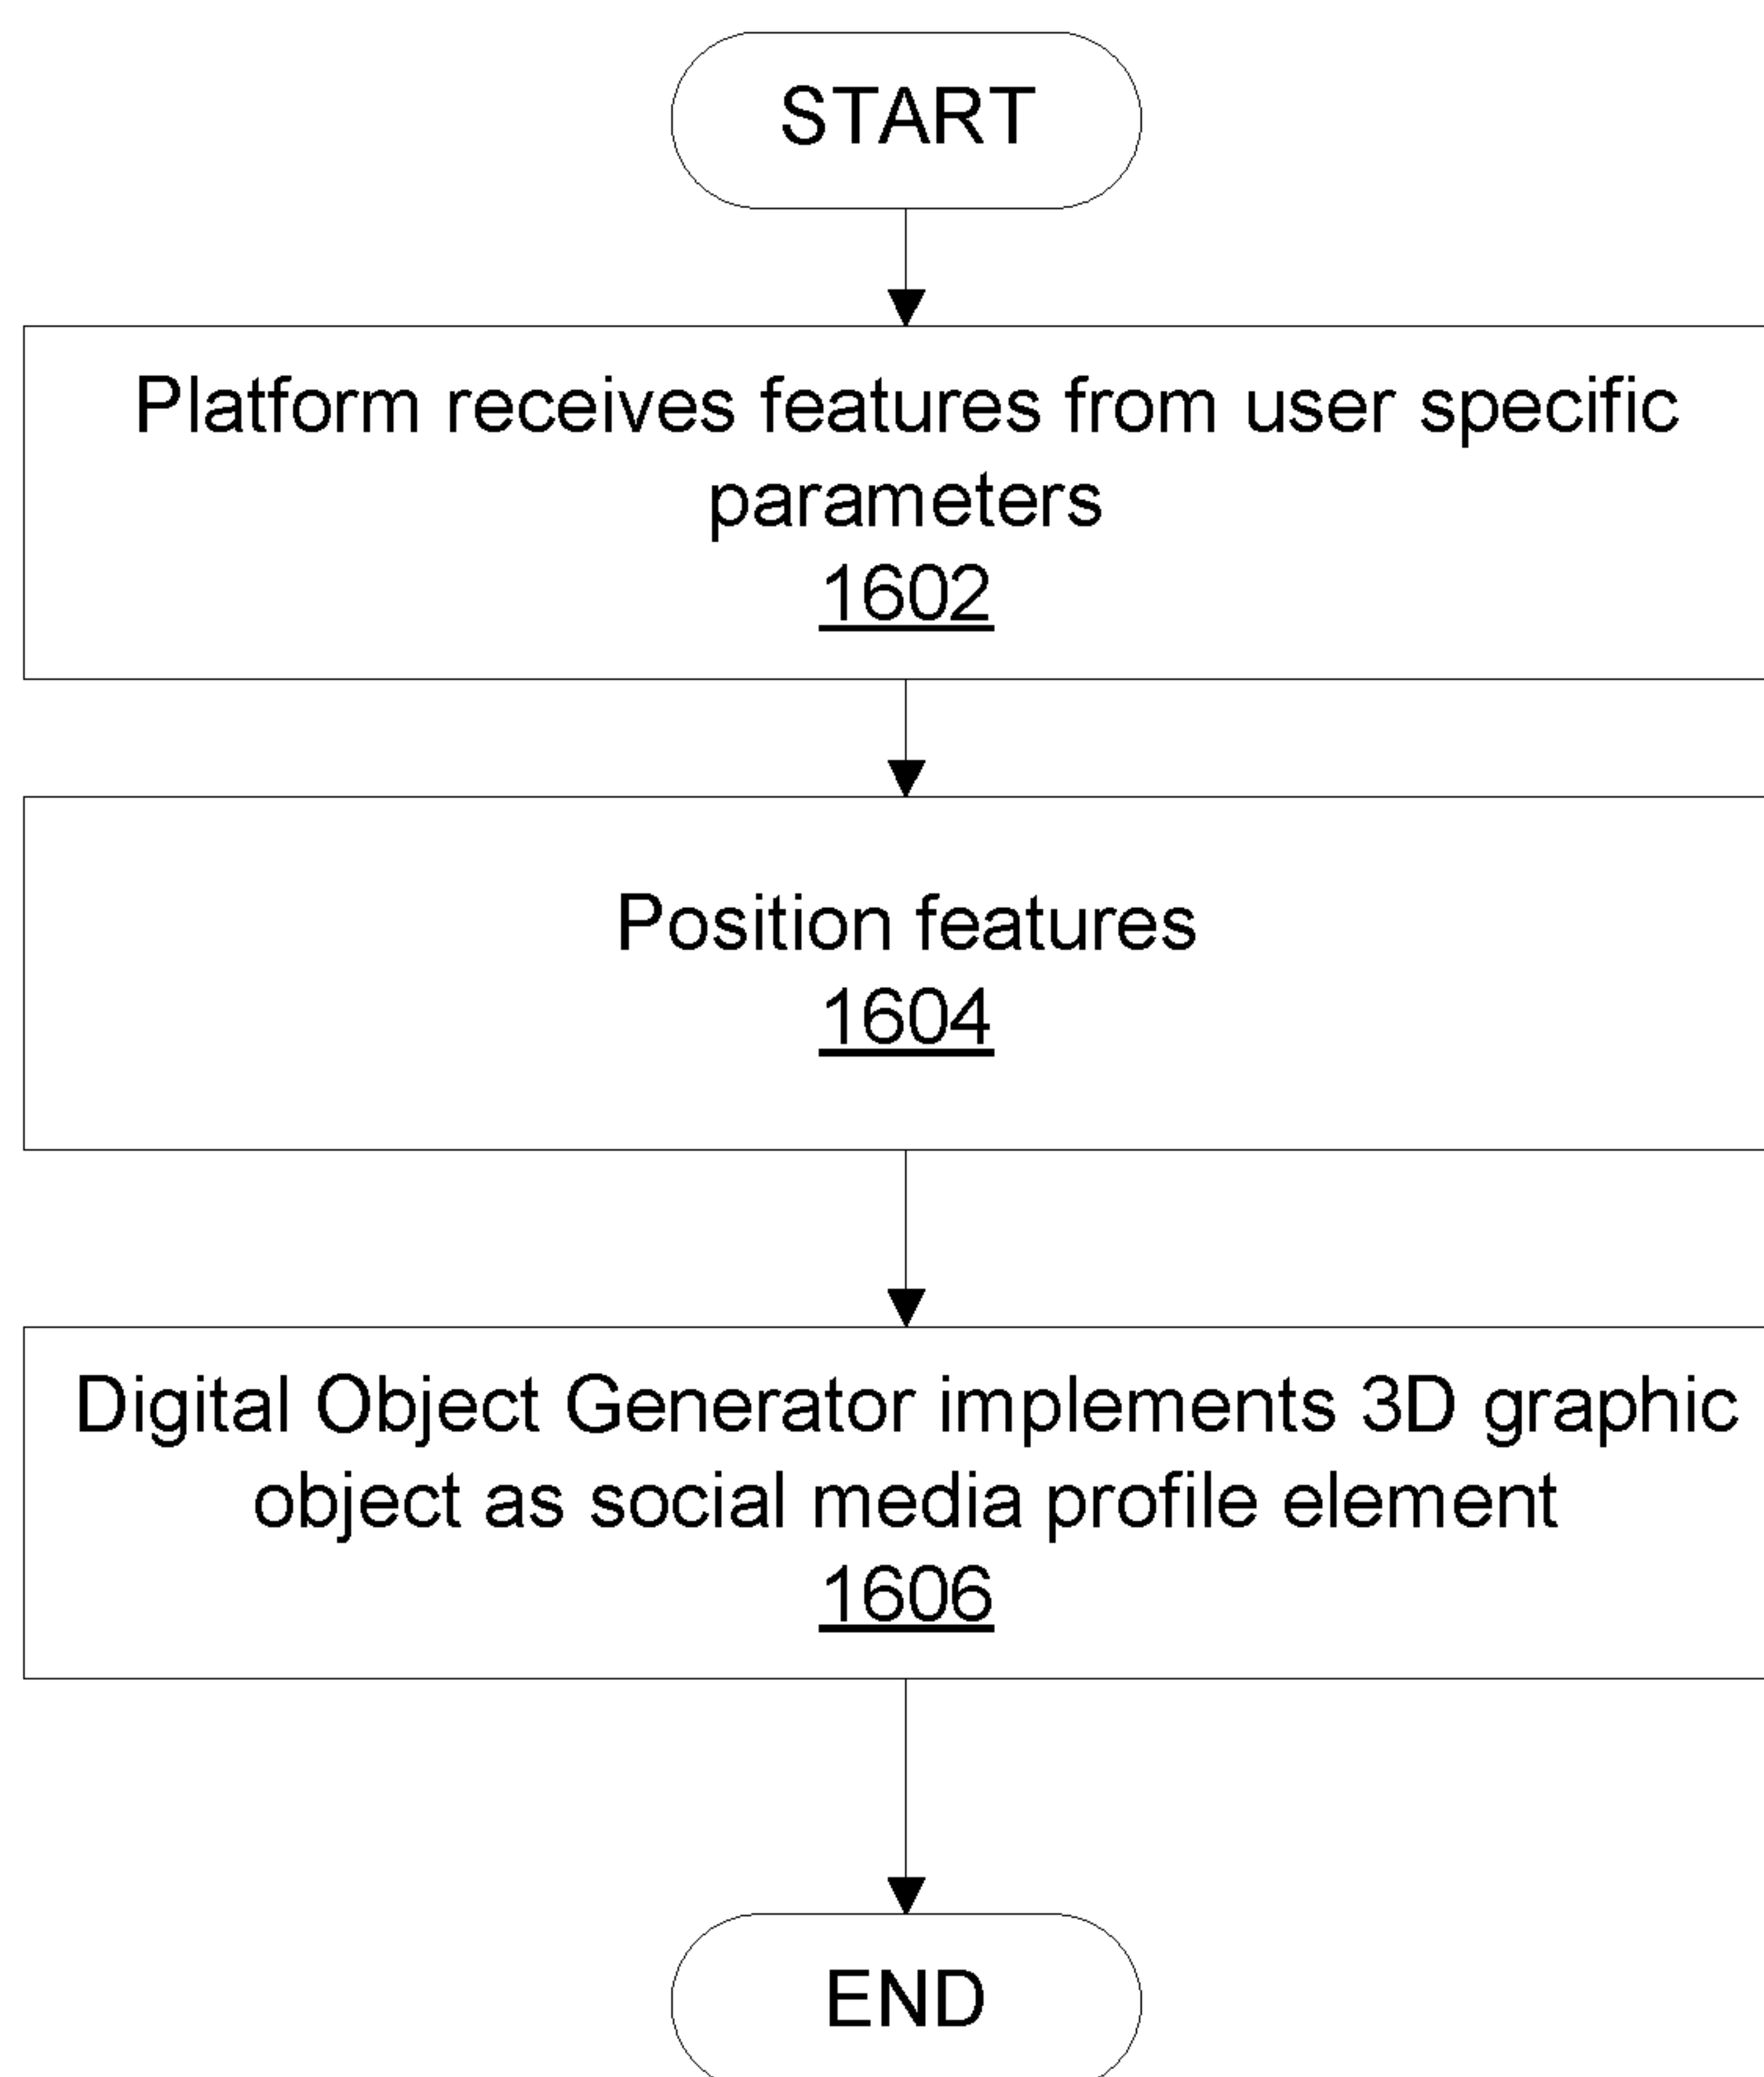 START
Platform receives features from user specific
parameters
1602
Position features
1604
Digital Object Generator implements 3D graphic
object as social media profile element
1606
END